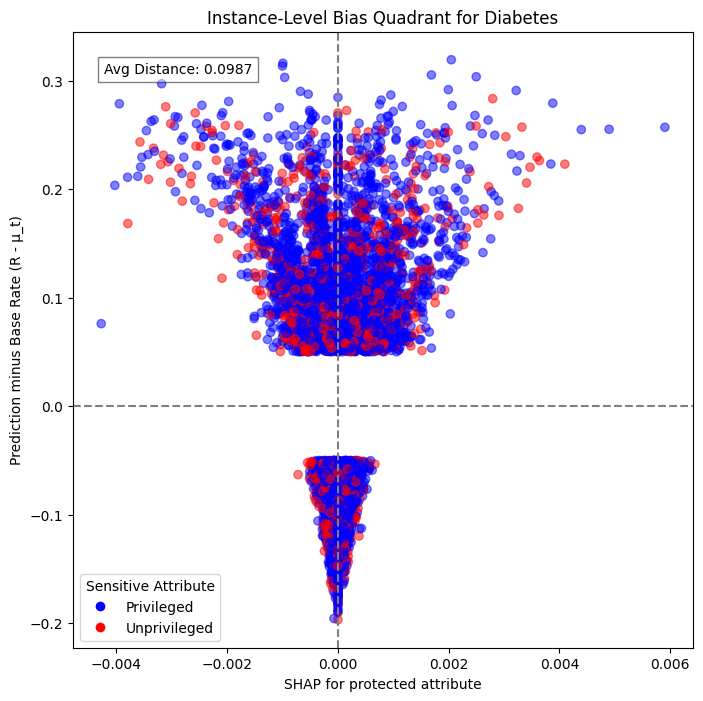 Instance-Level Bias Quadrant for Diabetes
Avg Distance: 0.0987
Prediction minus Base Rate (R - μ_t)
0.3
0.2
0.1
0.0
−0.1
−0.2
Sensitive Attribute
Privileged
Unprivileged
−0.004
−0.002
0.000
0.002
0.004
0.006
SHAP for protected attribute